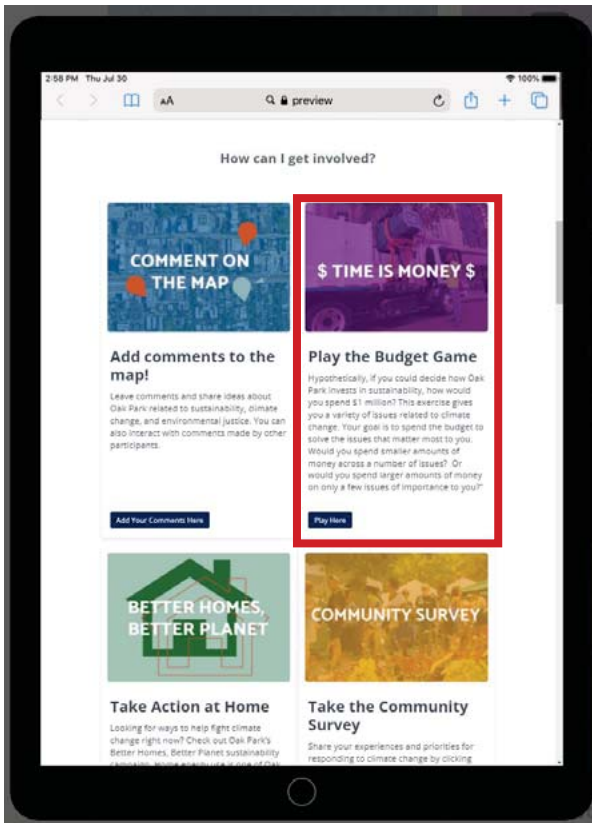 2:58 PM Thu Jul 30
100%
AA
preview
How can I get involved?
COMMENT ON
THE MAP
Add comments to the
map!
Leave comments and share ideas about
Oak Park related to sustainability, climate
change, and environmental justice. You can
also interact with comments made by other
participants.
Add Your Comments Here
$ TIME IS MONEY $
Play the Budget Game
Hypothetically, if you could decide how Oak
Park invests in sustainability, how would
you spend $1 million? This exercise gives
you a variety of issues related to climate
change. Your goal is to spend the budget to
solve the issues that matter most to you.
Would you spend smaller amounts of
money across a number of issues? Or
would you spend larger amounts of money
on only a few issues of importance to you?"
Play Here
BETTER HOMES,
BETTER PLANET
Take Action at Home
Looking for ways to help fight climate
change right now? Check out Oak Park's
Better Homes, Better Planet sustainability
campaign. Home energy use is one of Oak
COMMUNITY SURVEY
Take the Community
Survey
Share your experiences and priorities for
responding to climate change by clicking